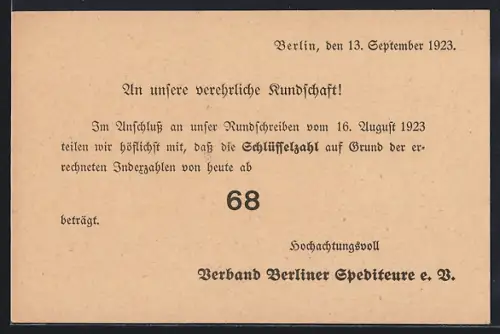 Berlin, den 13. September 1923.
An unsere verehrliche Kundschaft!
Im Anschluß an unser Rundschreiben vom 16. August 1923
teilen wir höflichst mit, daß die Schlüsselzahl auf Grund der er-
rechneten Indexzahlen von heute ab
68
beträgt.
Hochachtungsvoll
Verband Berliner Spediteure e. V.